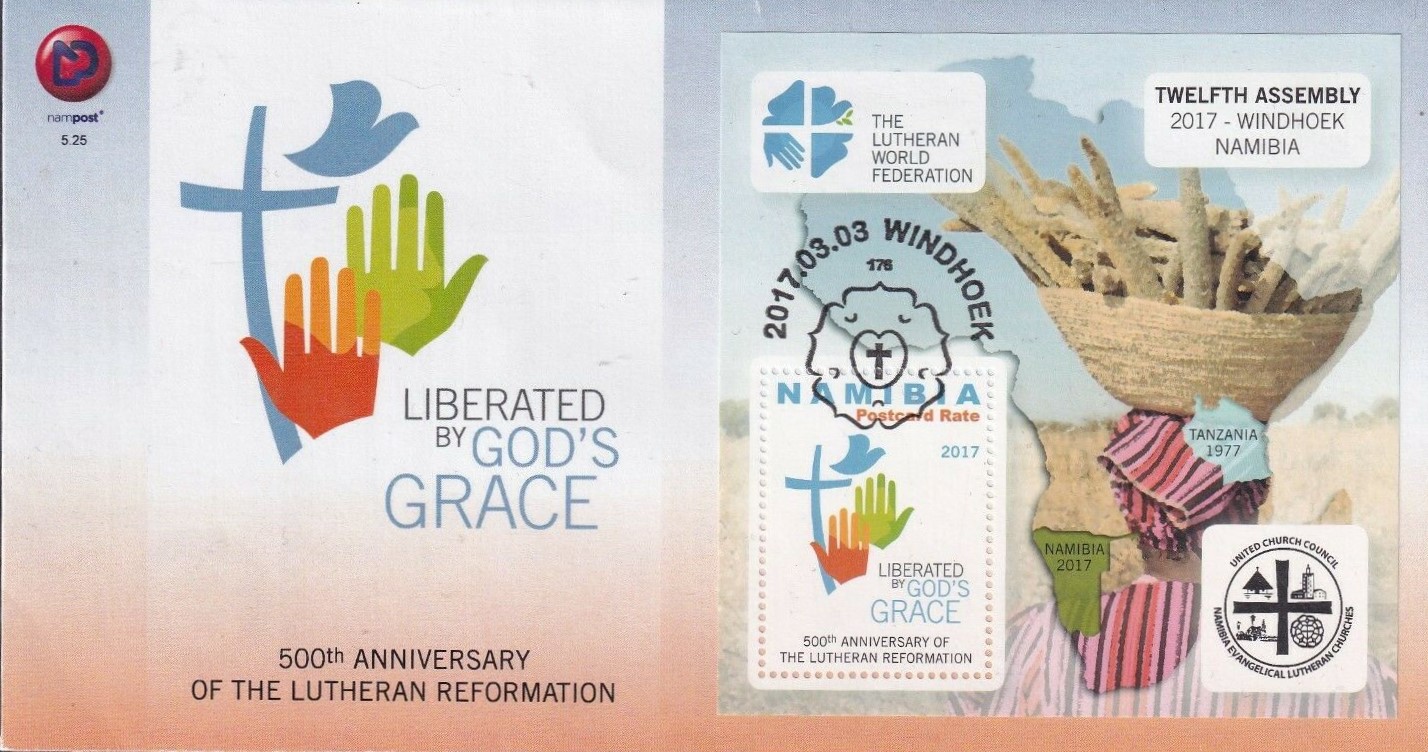 nampost®
5.25
LIBERATED
BY GOD'S
GRACE
500th ANNIVERSARY
OF THE LUTHERAN REFORMATION
THE
LUTHERAN
WORLD
FEDERATION
TWELFTH ASSEMBLY
2017 - WINDHOEK
NAMIBIA
2017.03.03 WINDHOEK
176
NAMIBIA
Postcard Rate
2017
LIBERATED
BY GOD'S
GRACE
500th ANNIVERSARY OF
THE LUTHERAN REFORMATION
TANZANIA
1977
NAMIBIA
2017
UNITED CHURCH COUNCIL
NAMIBIA EVANGELICAL LUTHERAN CHURCHES